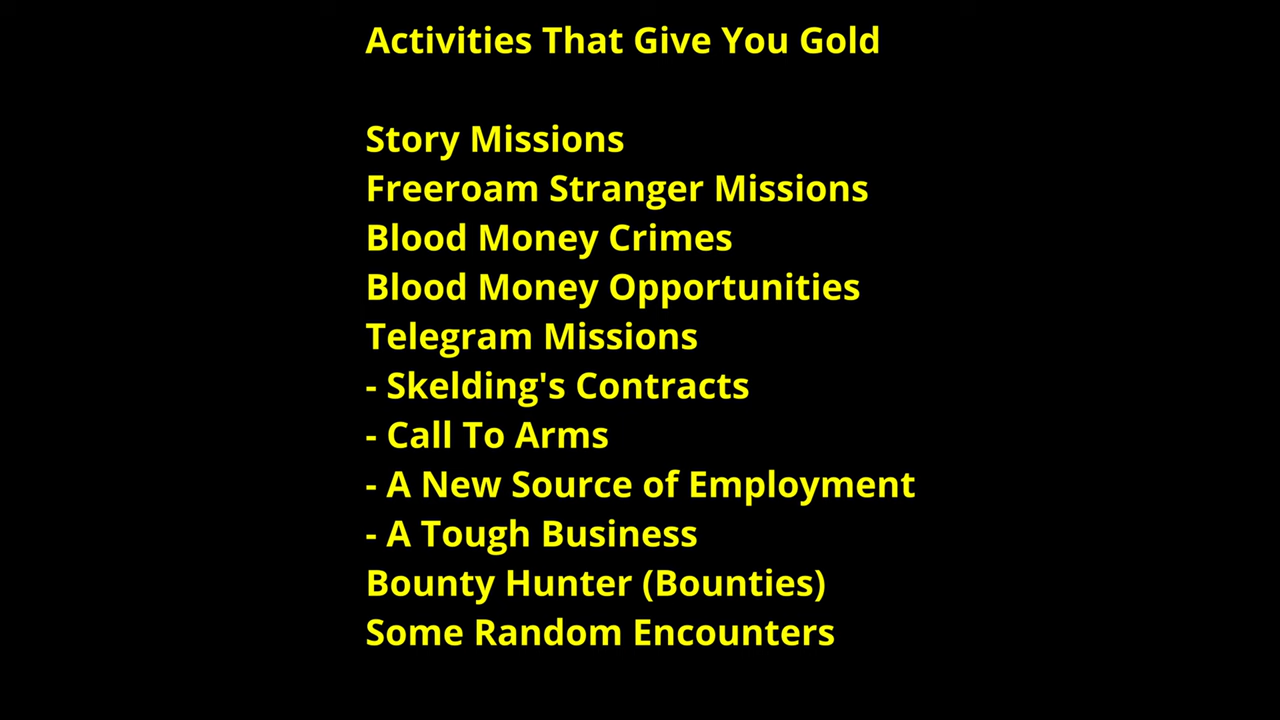 Activities That Give You Gold
Story Missions
Freeroam Stranger Missions
Blood Money Crimes
Blood Money Opportunities
Telegram Missions
- Skelding's Contracts
- Call To Arms
- A New Source of Employment
- A Tough Business
Bounty Hunter (Bounties)
Some Random Encounters